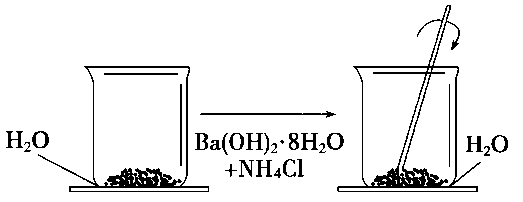 H₂O
Ba(OH)₂·8H₂O
+NH₄Cl
H₂O